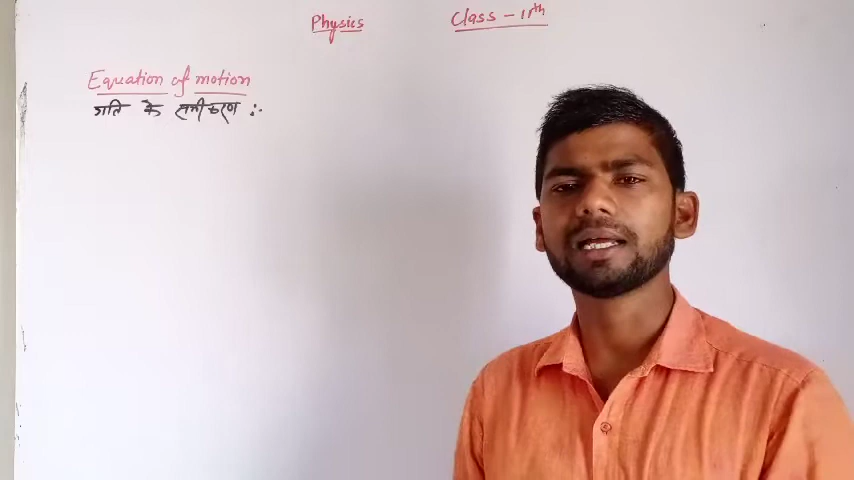 Physics Class - 11th
Equation of motion
गति के समीकरण :-